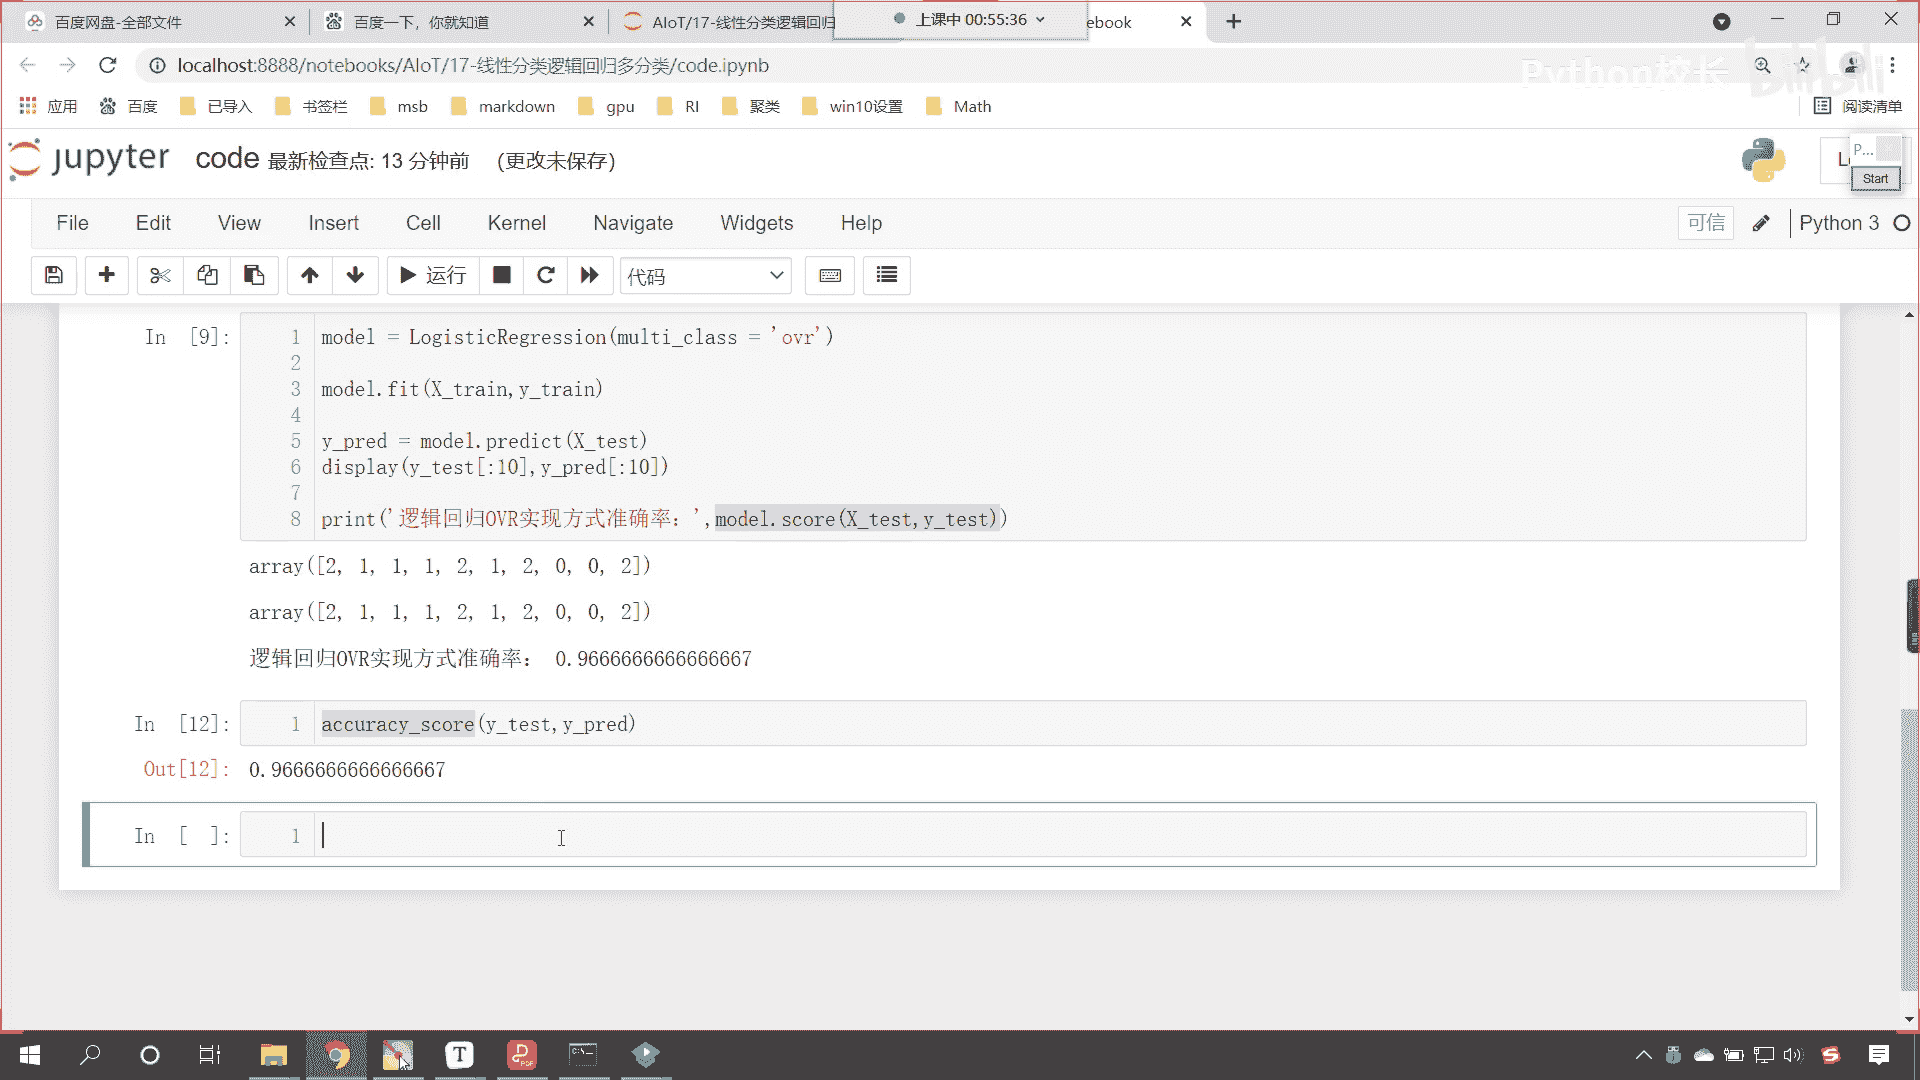 百度网盘-全部文件
百度一下，你就知道
AIoT/17-线性分类逻辑回归
上课中 00:55:36
ebook
localhost:8888/notebooks/AIoT/17-线性分类逻辑回归多分类/code.ipynb
Python校长
bilibili
应用 百度 已导入 书签栏 msb markdown gpu RI 聚类 win10设置 Math 阅读清单
jupyter code 最新检查点: 13 分钟前 (更改未保存)
P...
Start
File Edit View Insert Cell Kernel Navigate Widgets Help 可信 Python 3
运行 代码
In [9]:
1 model = LogisticRegression(multi_class = 'ovr')
2
3 model.fit(X_train,y_train)
4
5 y_pred = model.predict(X_test)
6 display(y_test[:10],y_pred[:10])
7
8 print('逻辑回归OVR实现方式准确率：',model.score(X_test,y_test))
array([2, 1, 1, 1, 2, 1, 2, 0, 0, 2])
array([2, 1, 1, 1, 2, 1, 2, 0, 0, 2])
逻辑回归OVR实现方式准确率： 0.9666666666666667
In [12]: 1 accuracy_score(y_test,y_pred)
Out[12]: 0.9666666666666667
In [ ]: 1